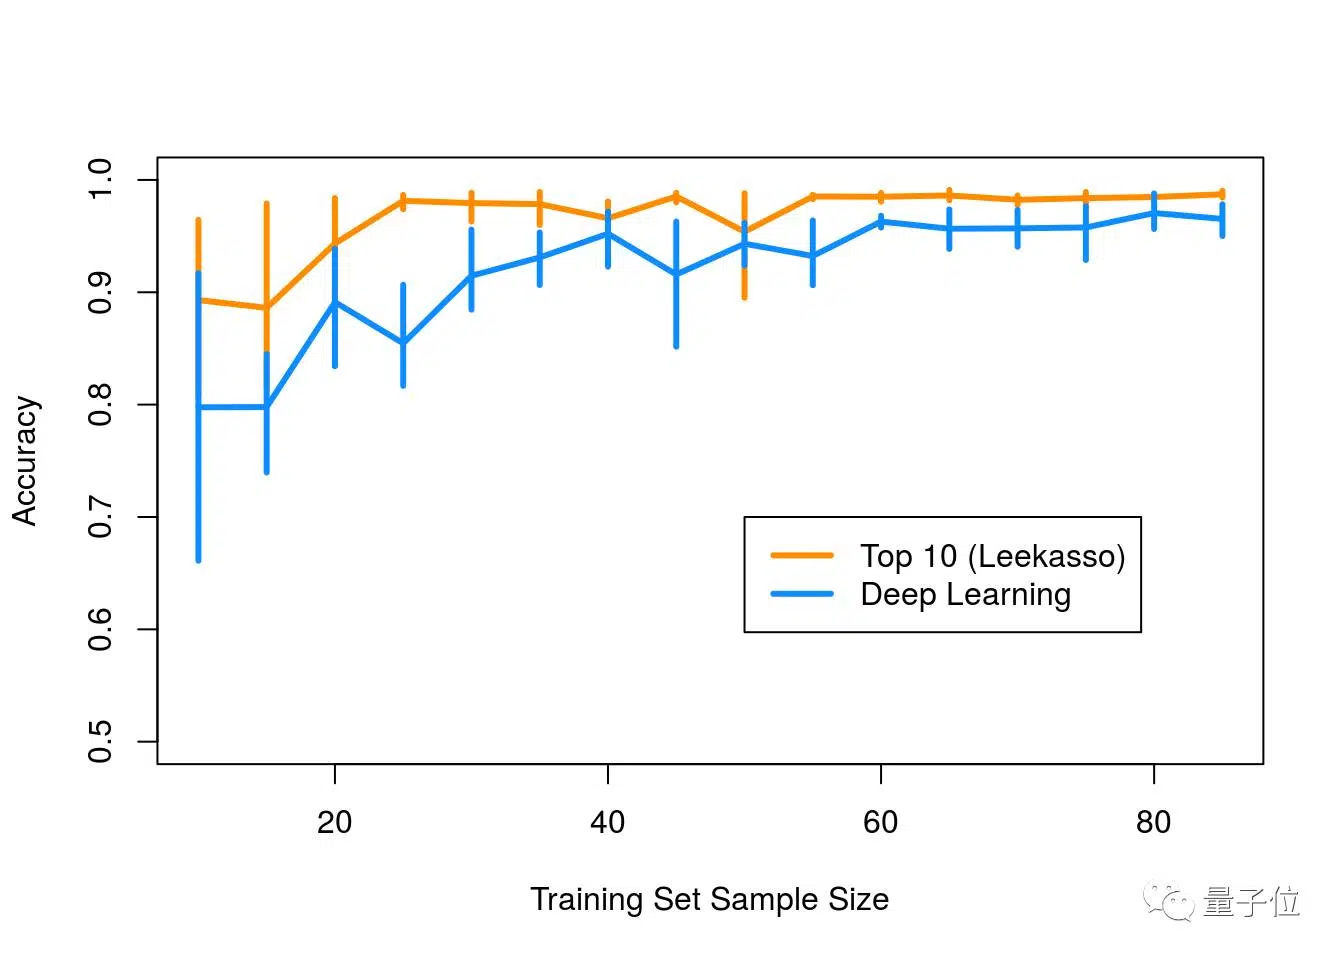 1.0
0.9
0.8
0.7
0.6
0.5
Accuracy
Top 10 (Leekasso)
Deep Learning
20 40 60 80
Training Set Sample Size
量子位